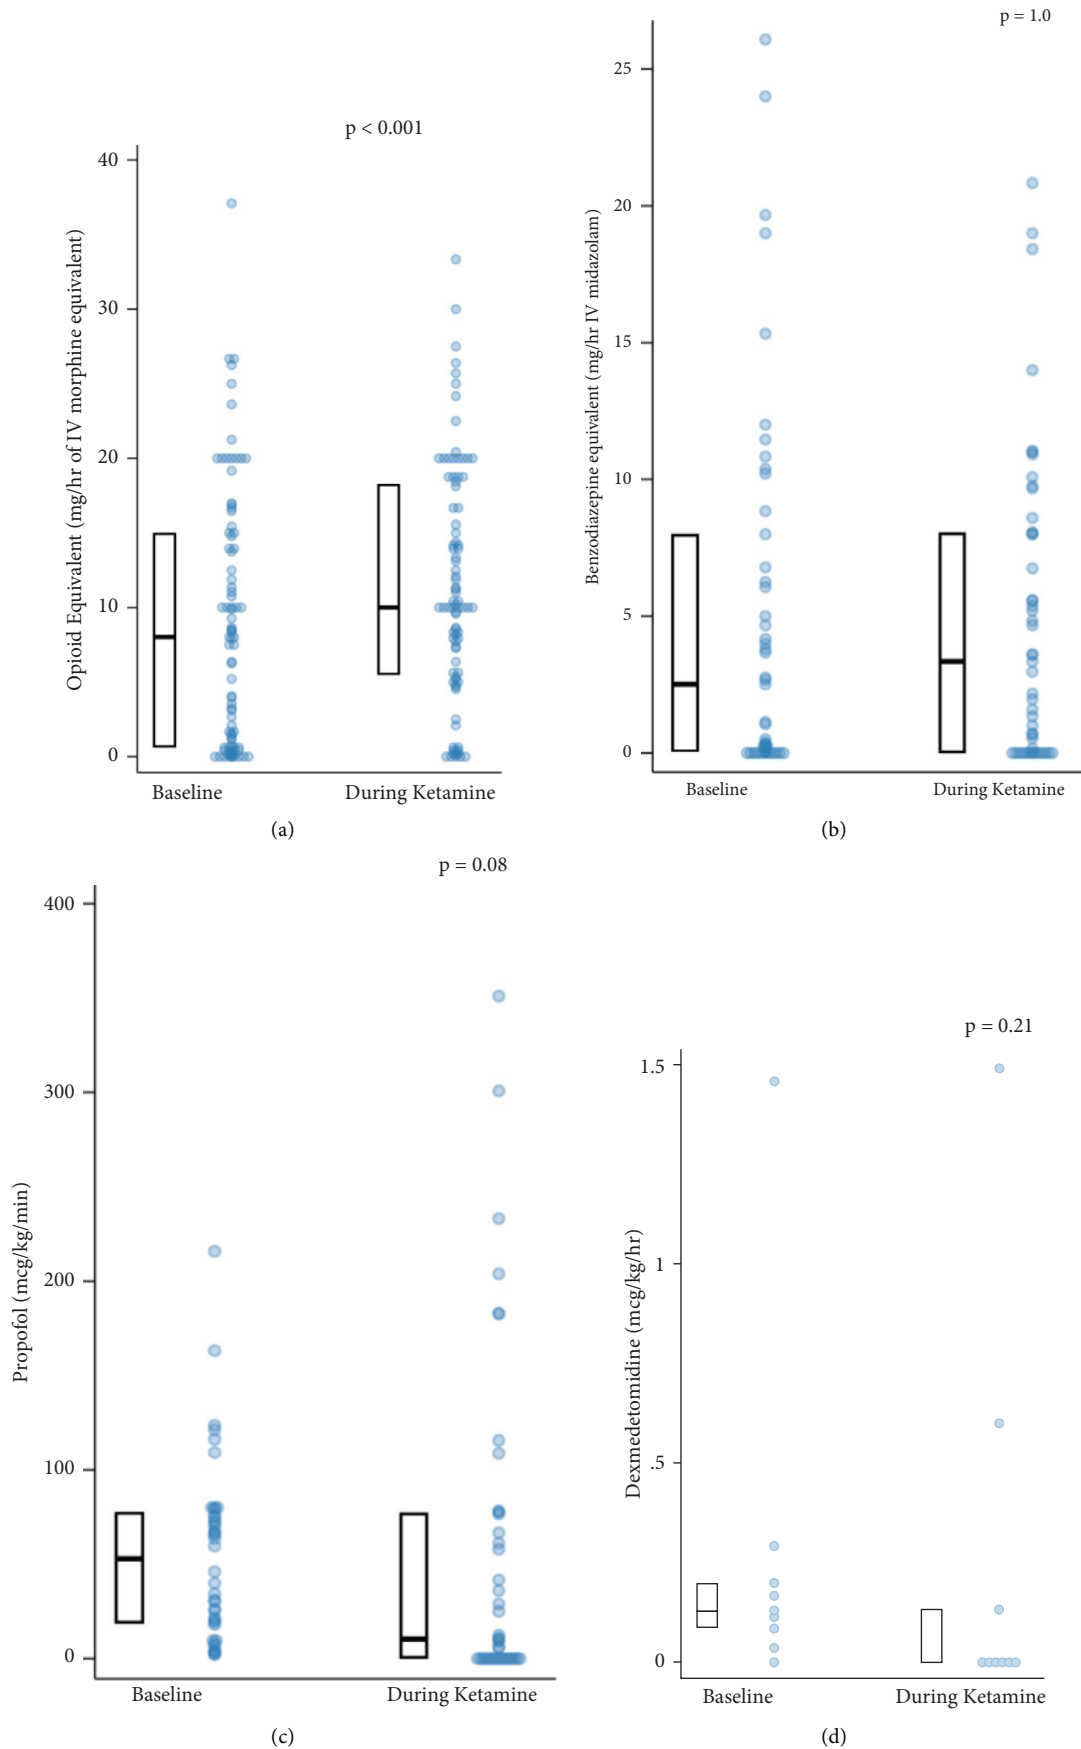 p < 0.001
Opioid Equivalent (mg/hr of IV morphine equivalent)
40
30
20
10
0
Baseline
During Ketamine
(a)
p = 1.0
Benzodiazepine equivalent (mg/hr IV midazolam)
25
20
15
10
5
0
Baseline
During Ketamine
(b)
p = 0.08
Propofol (mcg/kg/min)
400
300
200
100
0
Baseline
During Ketamine
(c)
p = 0.21
Dexmedetomidine (mcg/kg/hr)
1.5
1
.5
0
Baseline
During Ketamine
(d)